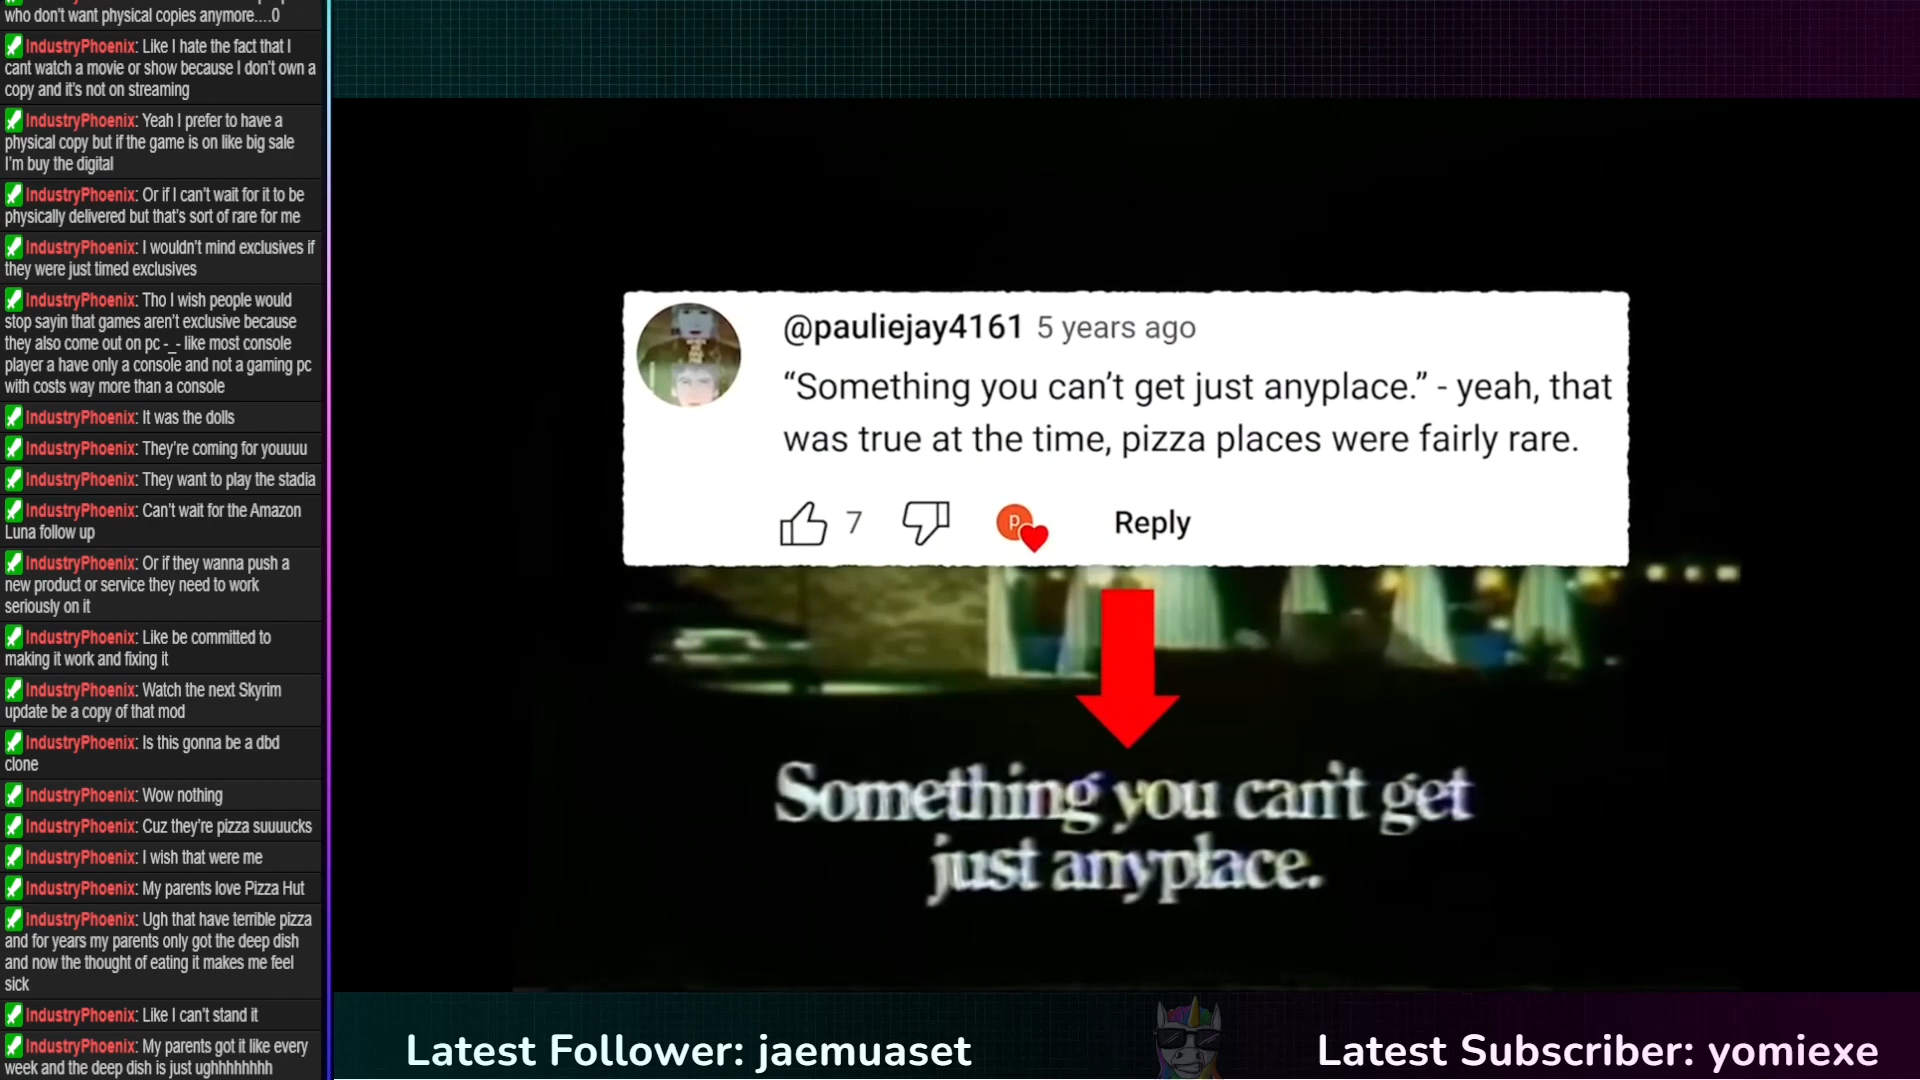 who don't want physical copies anymore....0
IndustryPhoenix: Like I hate the fact that I
cant watch a movie or show because I don't own a
copy and it's not on streaming
IndustryPhoenix: Yeah I prefer to have a
physical copy but if the game is on like big sale
I'm buy the digital
IndustryPhoenix: Or if I can't wait for it to be
physically delivered but that's sort of rare for me
IndustryPhoenix: I wouldn't mind exclusives if
they were just timed exclusives
IndustryPhoenix: Tho I wish people would
stop sayin that games aren't exclusive because
they also come out on pc -_- like most console
player a have only a console and not a gaming pc
with costs way more than a console
IndustryPhoenix: It was the dolls
IndustryPhoenix: They're coming for youuuu
IndustryPhoenix: They want to play the stadia
IndustryPhoenix: Can't wait for the Amazon
Luna follow up
IndustryPhoenix: Or if they wanna push a
new product or service they need to work
seriously on it
IndustryPhoenix: Like be committed to
making it work and fixing it
IndustryPhoenix: Watch the next Skyrim
update be a copy of that mod
IndustryPhoenix: Is this gonna be a dbd
clone
IndustryPhoenix: Wow nothing
IndustryPhoenix: Cuz they're pizza suuuucks
IndustryPhoenix: I wish that were me
IndustryPhoenix: My parents love Pizza Hut
IndustryPhoenix: Ugh that have terrible pizza
and for years my parents only got the deep dish
and now the thought of eating it makes me feel
sick
IndustryPhoenix: Like I can't stand it
IndustryPhoenix: My parents got it like every
week and the deep dish is just ughhhhhhhh
@pauliejay4161 5 years ago
“Something you can't get just anyplace.” - yeah, that
was true at the time, pizza places were fairly rare.
7 P Reply
Something you can't get
just anyplace.
Latest Follower: jaemuaset
Latest Subscriber: yomiexe